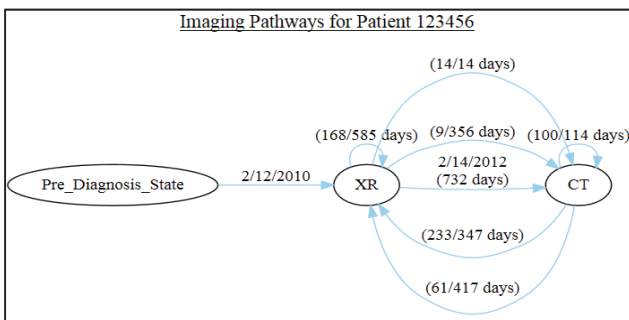 Imaging Pathways for Patient 123456
(14/14 days)
(168/585 days)
(9/356 days)
(100/114 days)
2/12/2010
2/14/2012
(732 days)
Pre_Diagnosis_State
XR
CT
(233/347 days)
(61/417 days)